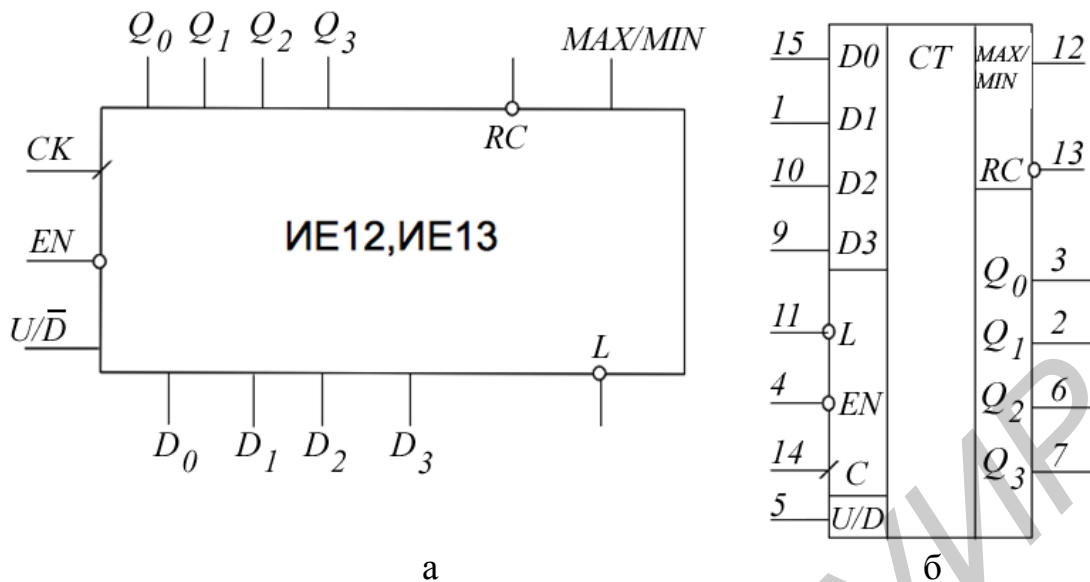 Q0 Q1 Q2 Q3 MAX/MIN
RC
CK
ИЕ12,ИЕ13
EN
U/D̅
L
D0 D1 D2 D3
а
15 D0 CT MAX/ 12
MIN
1 D1
RC 13
10 D2
9 D3
Q0 3
11 L
Q1 2
4 EN
Q2 6
14 C
Q3 7
5 U/D
б